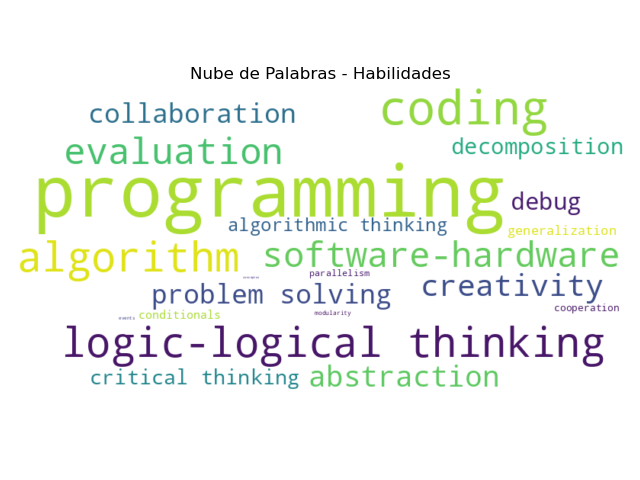 Nube de Palabras - Habilidades
coding
collaboration
evaluation
decomposition
programming
debug
algorithmic thinking
generalization
algorithm
software-hardware
parallelism
creativity
problem solving
cooperation
conditionals
modularity
logic-logical thinking
critical thinking
abstraction